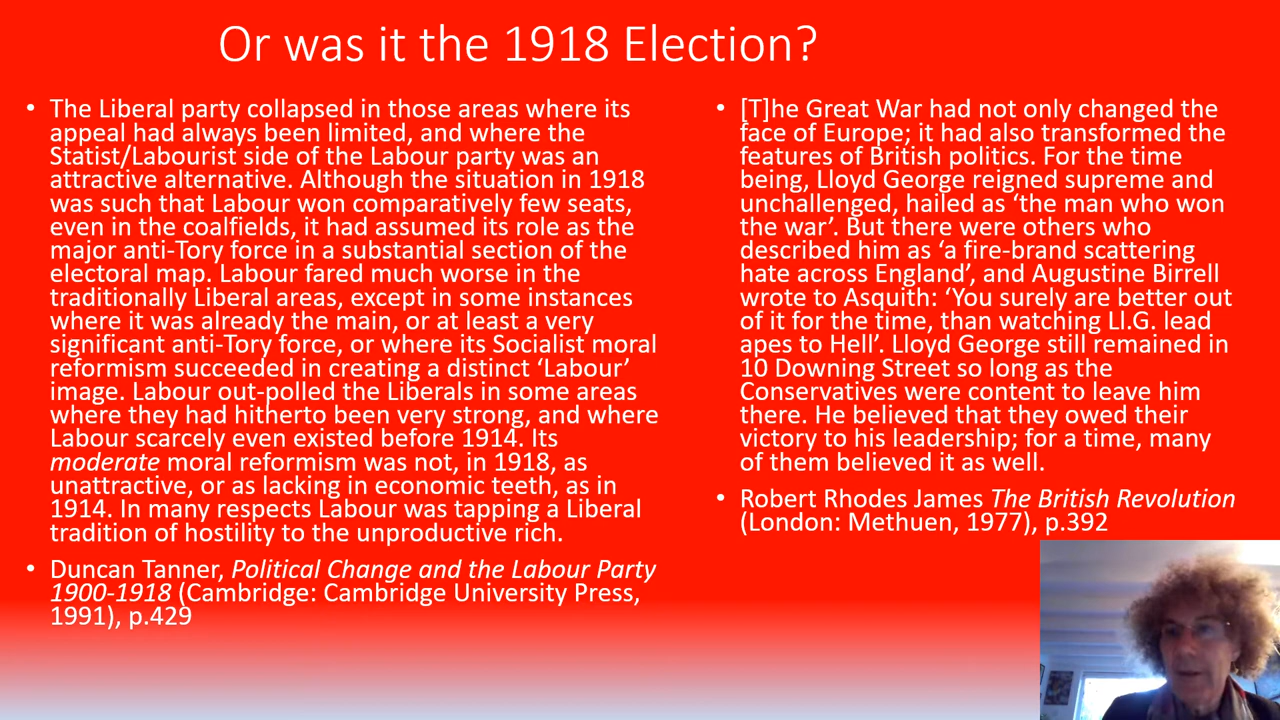 Or was it the 1918 Election?
• The Liberal party collapsed in those areas where its
appeal had always been limited, and where the
Statist/Labourist side of the Labour party was an
attractive alternative. Although the situation in 1918
was such that Labour won comparatively few seats,
even in the coalfields, it had assumed its role as the
major anti-Tory force in a substantial section of the
electoral map. Labour fared much worse in the
traditionally Liberal areas, except in some instances
where it was already the main, or at least a very
significant anti-Tory force, or where its Socialist moral
reformism succeeded in creating a distinct ‘Labour’
image. Labour out-polled the Liberals in some areas
where they had hitherto been very strong, and where
Labour scarcely even existed before 1914. Its
moderate moral reformism was not, in 1918, as
unattractive, or as lacking in economic teeth, as in
1914. In many respects Labour was tapping a Liberal
tradition of hostility to the unproductive rich.
• Duncan Tanner, Political Change and the Labour Party
1900-1918 (Cambridge: Cambridge University Press,
1991), p.429
• [T]he Great War had not only changed the
face of Europe; it had also transformed the
features of British politics. For the time
being, Lloyd George reigned supreme and
unchallenged, hailed as ‘the man who won
the war’. But there were others who
described him as ‘a fire-brand scattering
hate across England’, and Augustine Birrell
wrote to Asquith: ‘You surely are better out
of it for the time, than watching Ll.G. lead
apes to Hell’. Lloyd George still remained in
10 Downing Street so long as the
Conservatives were content to leave him
there. He believed that they owed their
victory to his leadership; for a time, many
of them believed it as well.
• Robert Rhodes James The British Revolution
(London: Methuen, 1977), p.392